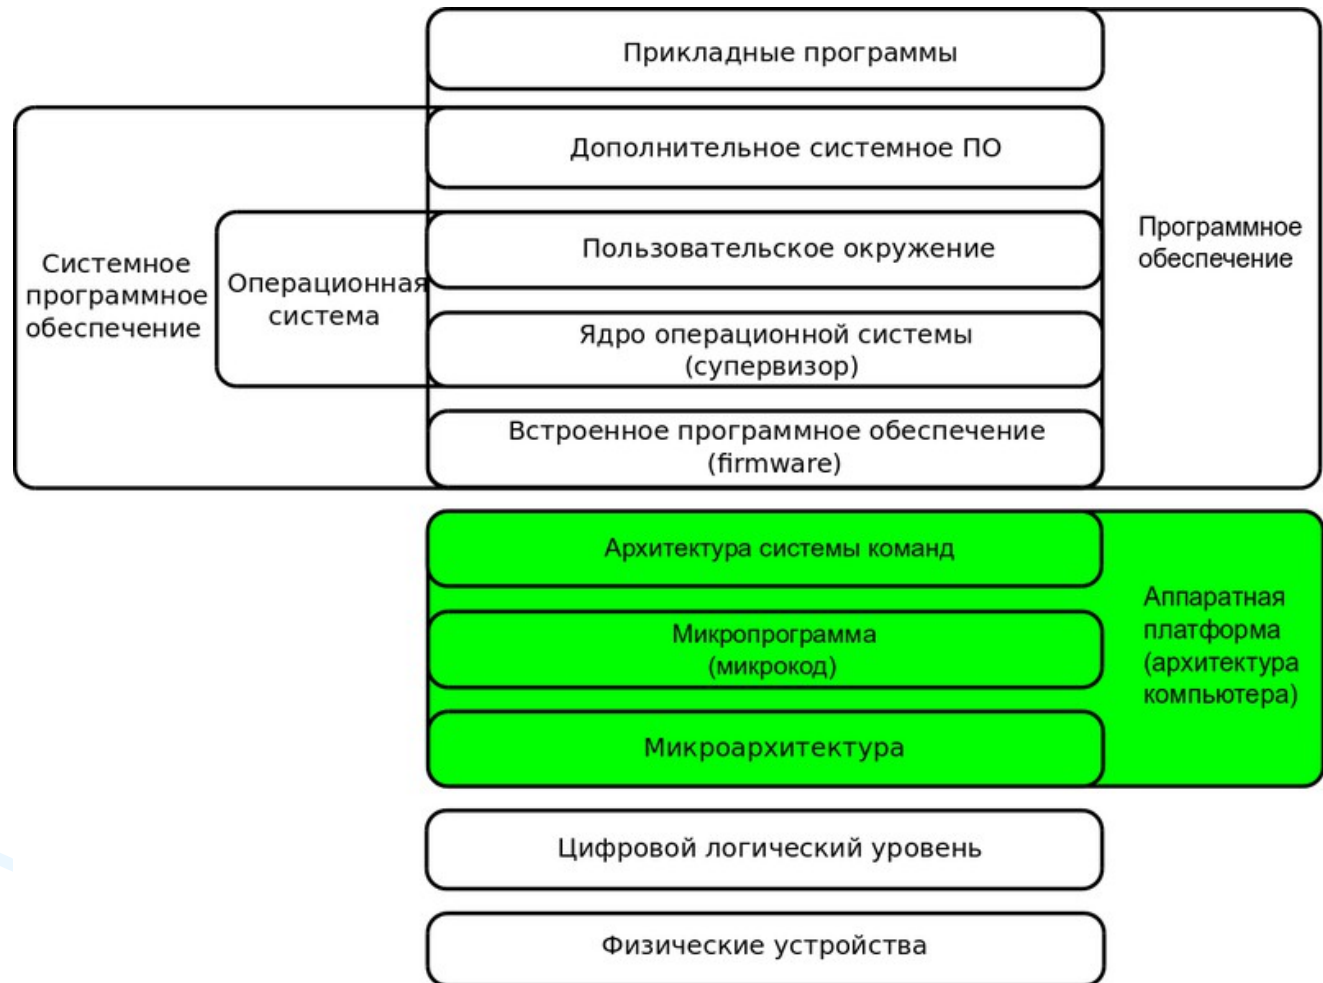 Прикладные программы
Дополнительное системное ПО
Пользовательское окружение
Программное
обеспечение
Системное
программное
обеспечение
Операционная
система
Ядро операционной системы
(супервизор)
Встроенное программное обеспечение
(firmware)
Архитектура системы команд
Микропрограмма
(микрокод)
Аппаратная
платформа
(архитектура
компьютера)
Микроархитектура
Цифровой логический уровень
Физические устройства